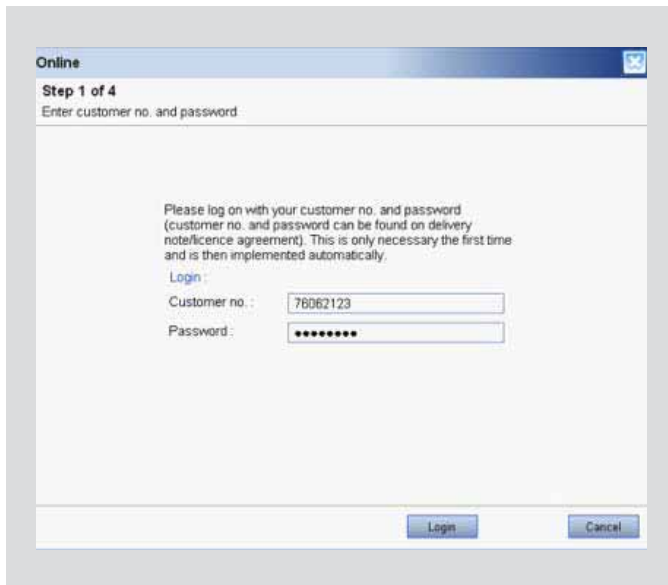 Online
Step 1 of 4
Enter customer no. and password
Please log on with your customer no. and password
(customer no. and password can be found on delivery
note/licence agreement). This is only necessary the first time
and is then implemented automatically.
Login :
Customer no. : 76062123
Password : ••••••••
Login Cancel